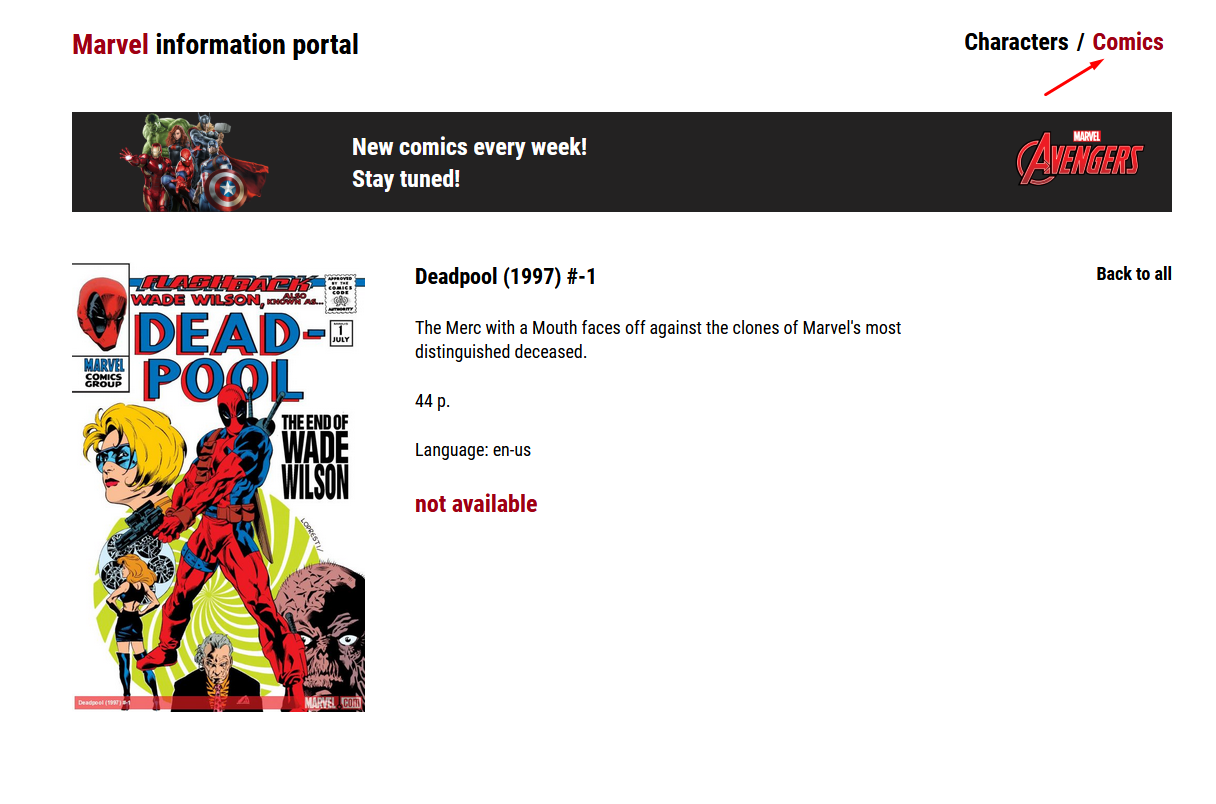 Marvel information portal
Characters / Comics
New comics every week!
Stay tuned!
MARVEL
AVENGERS
FLASHBACK
WADE WILSON, ALSO KNOWN AS...
APPROVED
BY THE
COMICS
CODE
AUTHORITY
DEAD-
POOL
1
JULY
MARVEL
COMICS
GROUP
THE END OF
WADE
WILSON
LOPRESTI
Deadpool (1997) #-1
MARVEL.COM
Deadpool (1997) #-1
Back to all
The Merc with a Mouth faces off against the clones of Marvel's most
distinguished deceased.
44 p.
Language: en-us
not available